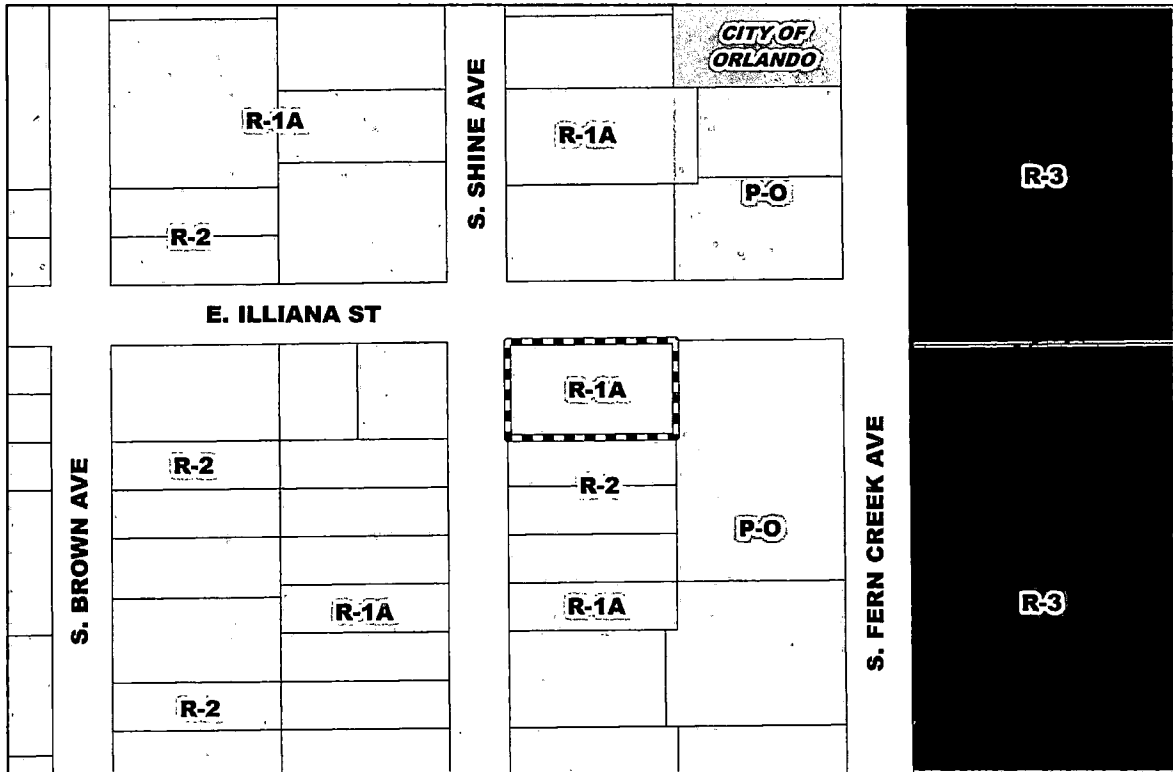 CITY OF
ORLANDO
R-1A
R-1A
S. SHINE AVE
R-3
P-O
R-2
E. ILLIANA ST
R-1A
S. BROWN AVE
R-2
R-2
S. FERN CREEK AVE
P-O
R-1A
R-1A
R-3
R-2